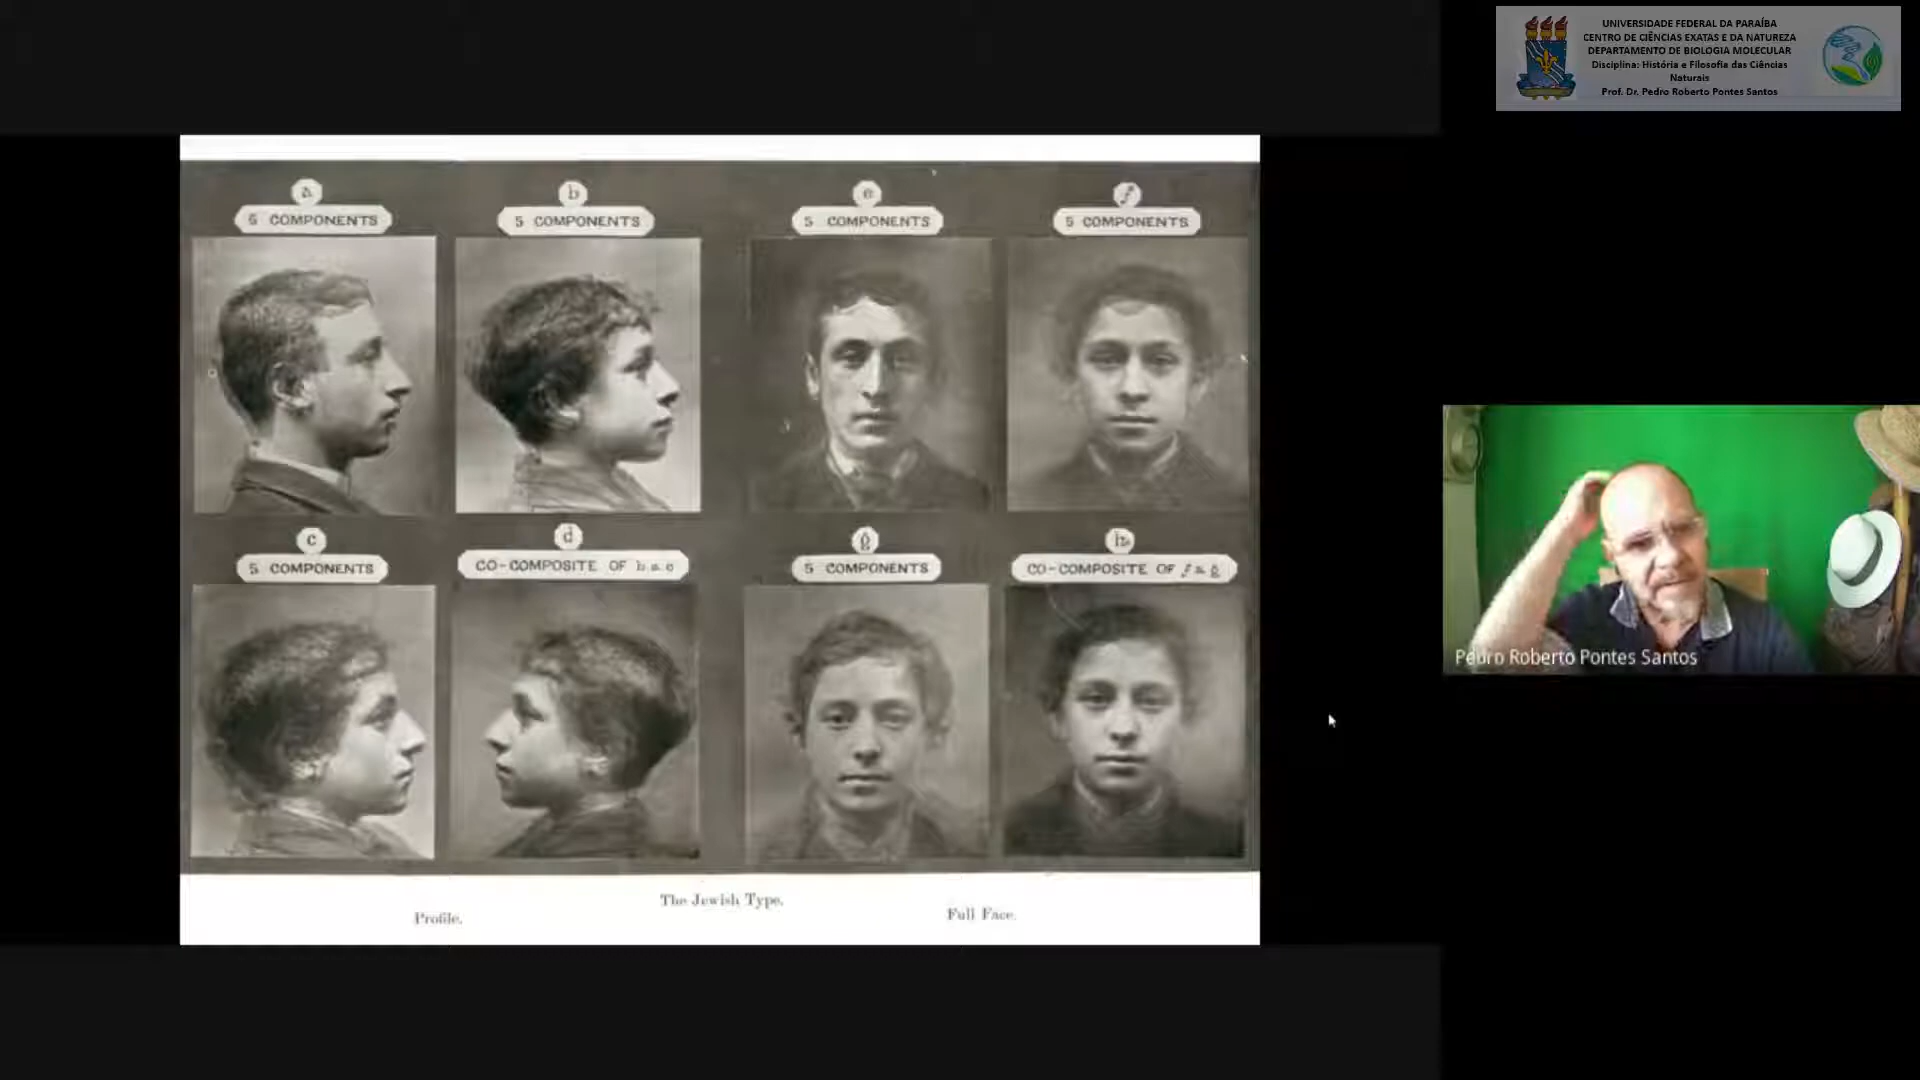 UNIVERSIDADE FEDERAL DA PARAÍBA
CENTRO DE CIÊNCIAS EXATAS E DA NATUREZA
DEPARTAMENTO DE BIOLOGIA MOLECULAR
Disciplina: História e Filosofia das Ciências
Naturais
Prof. Dr. Pedro Roberto Pontes Santos
a
b
e
f
5 COMPONENTS
5 COMPONENTS
5 COMPONENTS
c
d
g
h
5 COMPONENTS
CO-COMPOSITE OF
5 COMPONENTS
CO-COMPOSITE OF f & g
The Jewish Type.
Profile.
Full Face.
Pedro Roberto Pontes Santos